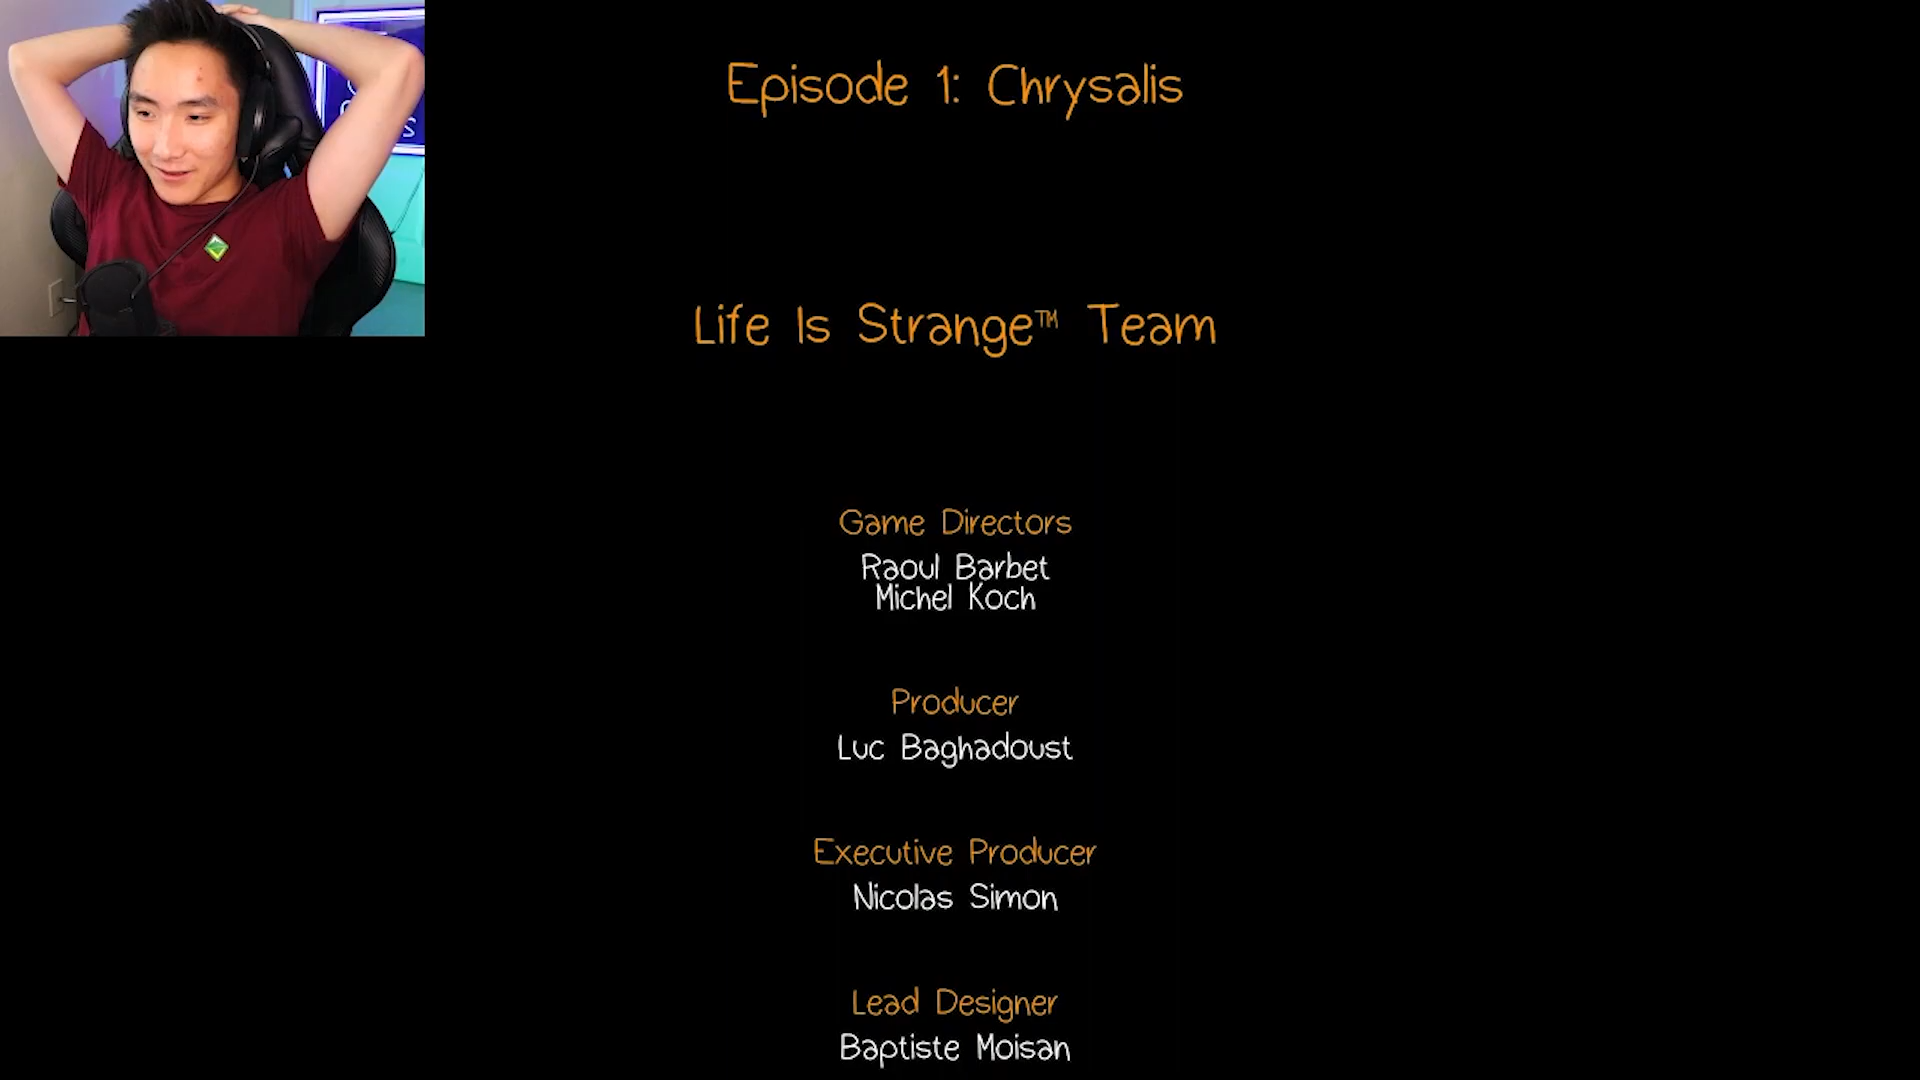 Episode 1: Chrysalis
Life Is Strange™ Team
Game Directors
Raoul Barbet
Michel Koch
Producer
Luc Baghadoust
Executive Producer
Nicolas Simon
Lead Designer
Baptiste Moisan